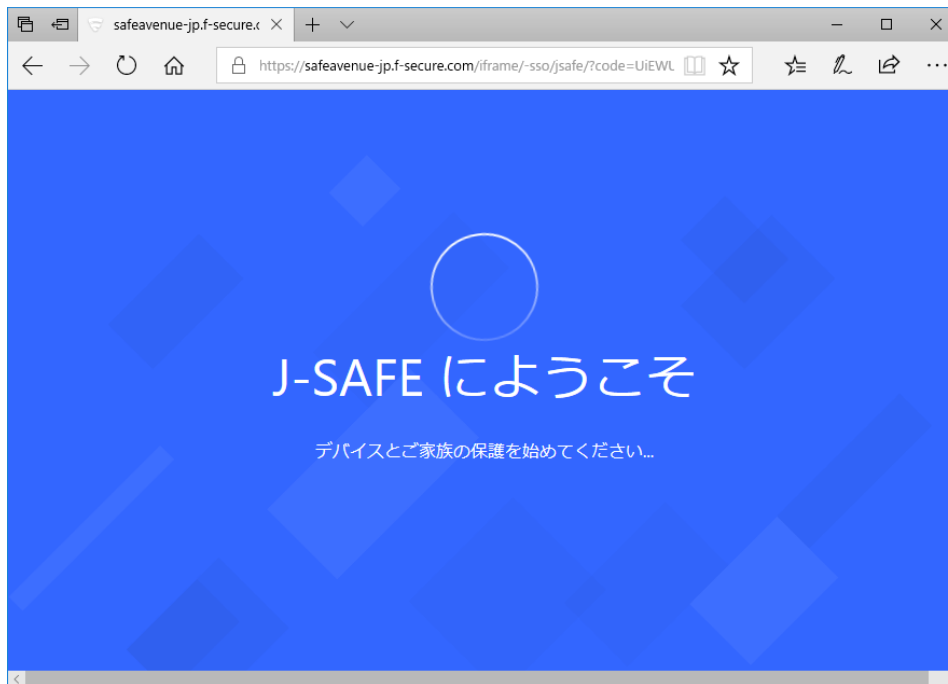 safeavenue-jp.f-secure.c
https://safeavenue-jp.f-secure.com/iframe/-sso/jsafe/?code=UiEWL
J-SAFE にようこそ
デバイスとご家族の保護を始めてください...